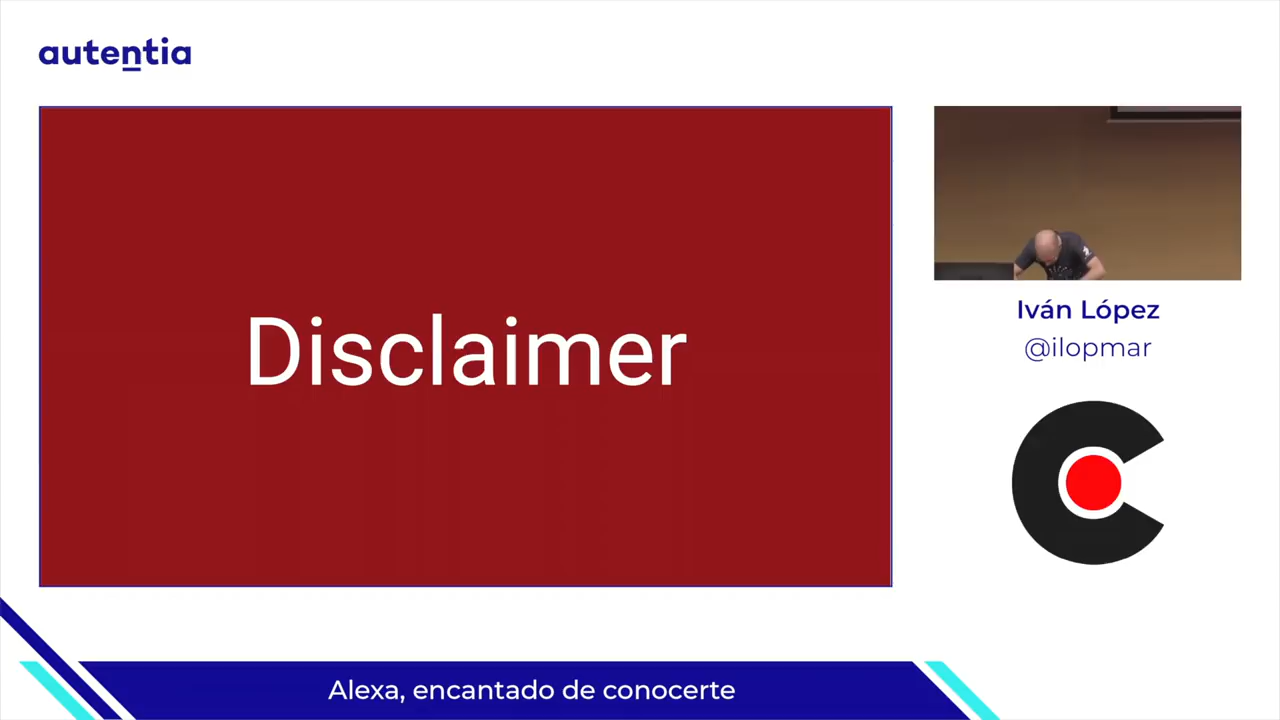 autentia
Disclaimer
Iván López
@ilopmar
Alexa, encantado de conocerte